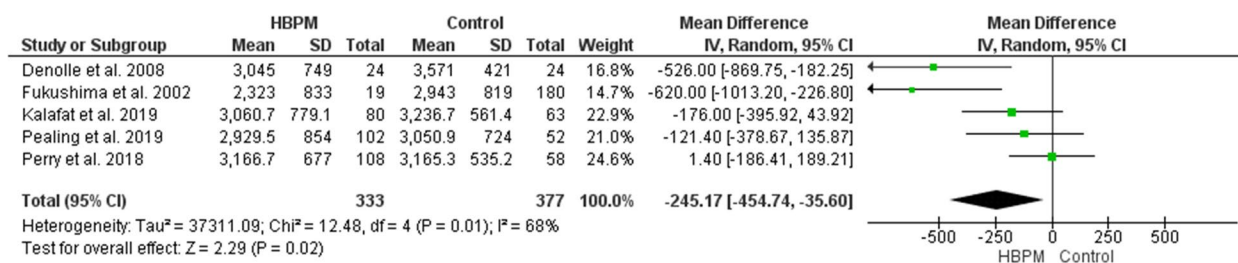 HBPM Control Mean Difference Mean Difference
Study or Subgroup Mean SD Total Mean SD Total Weight IV, Random, 95% CI IV, Random, 95% CI
Denolle et al. 2008 3,045 749 24 3,571 421 24 16.8% -526.00 [-869.75, -182.25]
Fukushima et al. 2002 2,323 833 19 2,943 819 180 14.7% -620.00 [-1013.20, -226.80]
Kalafat et al. 2019 3,060.7 779.1 80 3,236.7 561.4 63 22.9% -176.00 [-395.92, 43.92]
Pealing et al. 2019 2,929.5 854 102 3,050.9 724 52 21.0% -121.40 [-378.67, 135.87]
Perry et al. 2018 3,166.7 677 108 3,165.3 535.2 58 24.6% 1.40 [-186.41, 189.21]
Total (95% CI) 333 377 100.0% -245.17 [-454.74, -35.60]
Heterogeneity: Tau² = 37311.09; Chi² = 12.48, df = 4 (P = 0.01); I² = 68%
Test for overall effect: Z = 2.29 (P = 0.02)
-500 -250 0 250 500
HBPM Control